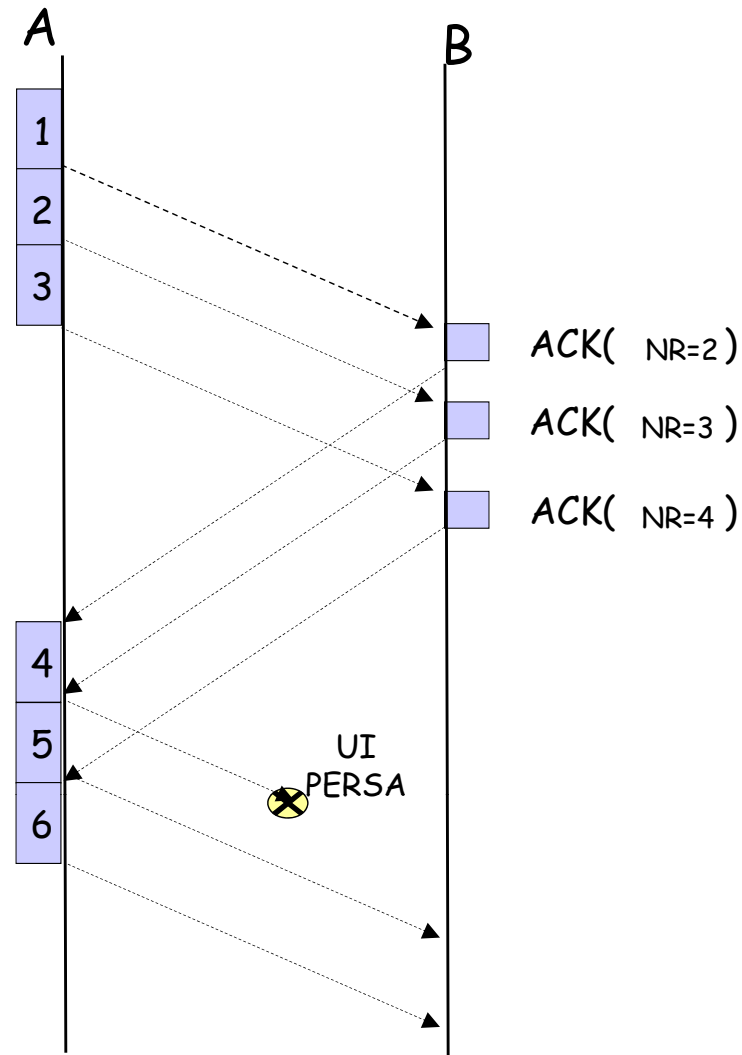 A
B
1
2
3
ACK( NR=2 )
ACK( NR=3 )
ACK( NR=4 )
4
5
6
UI
PERSA